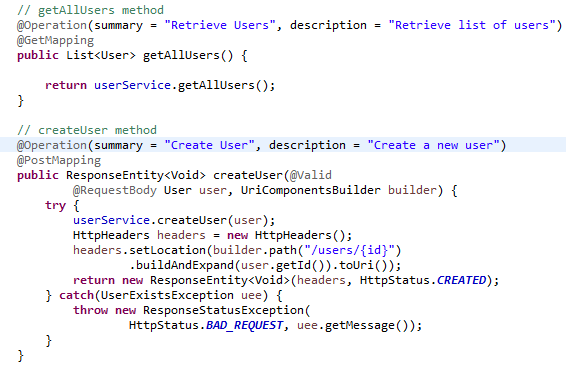 // getAllUsers method
@Operation(summary = "Retrieve Users", description = "Retrieve list of users")
@GetMapping
public List<User> getAllUsers() {
return userService.getAllUsers();
}
// createUser method
@Operation(summary = "Create User", description = "Create a new user")
@PostMapping
public ResponseEntity<Void> createUser(@Valid
@RequestBody User user, UriComponentsBuilder builder) {
try {
userService.createUser(user);
HttpHeaders headers = new HttpHeaders();
headers.setLocation(builder.path("/users/{id}")
.buildAndExpand(user.getId()).toUri());
return new ResponseEntity<Void>(headers, HttpStatus.CREATED);
} catch(UserExistsException uee) {
throw new ResponseStatusException(
HttpStatus.BAD_REQUEST, uee.getMessage());
}
}